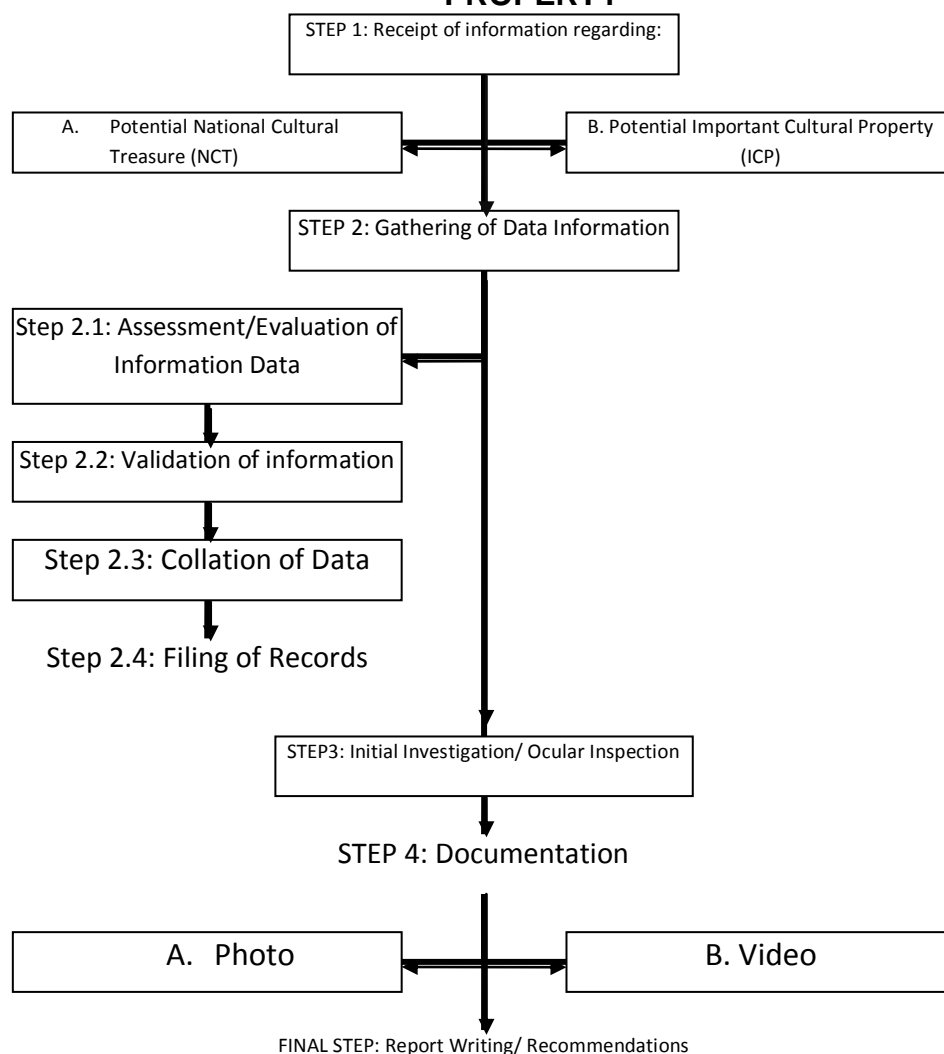 STEP 1: Receipt of information regarding:
A. Potential National Cultural
Treasure (NCT)
B. Potential Important Cultural Property
(ICP)
STEP 2: Gathering of Data Information
Step 2.1: Assessment/Evaluation of
Information Data
Step 2.2: Validation of information
Step 2.3: Collation of Data
Step 2.4: Filing of Records
STEP3: Initial Investigation/ Ocular Inspection
STEP 4: Documentation
A. Photo
B. Video
FINAL STEP: Report Writing/ Recommendations